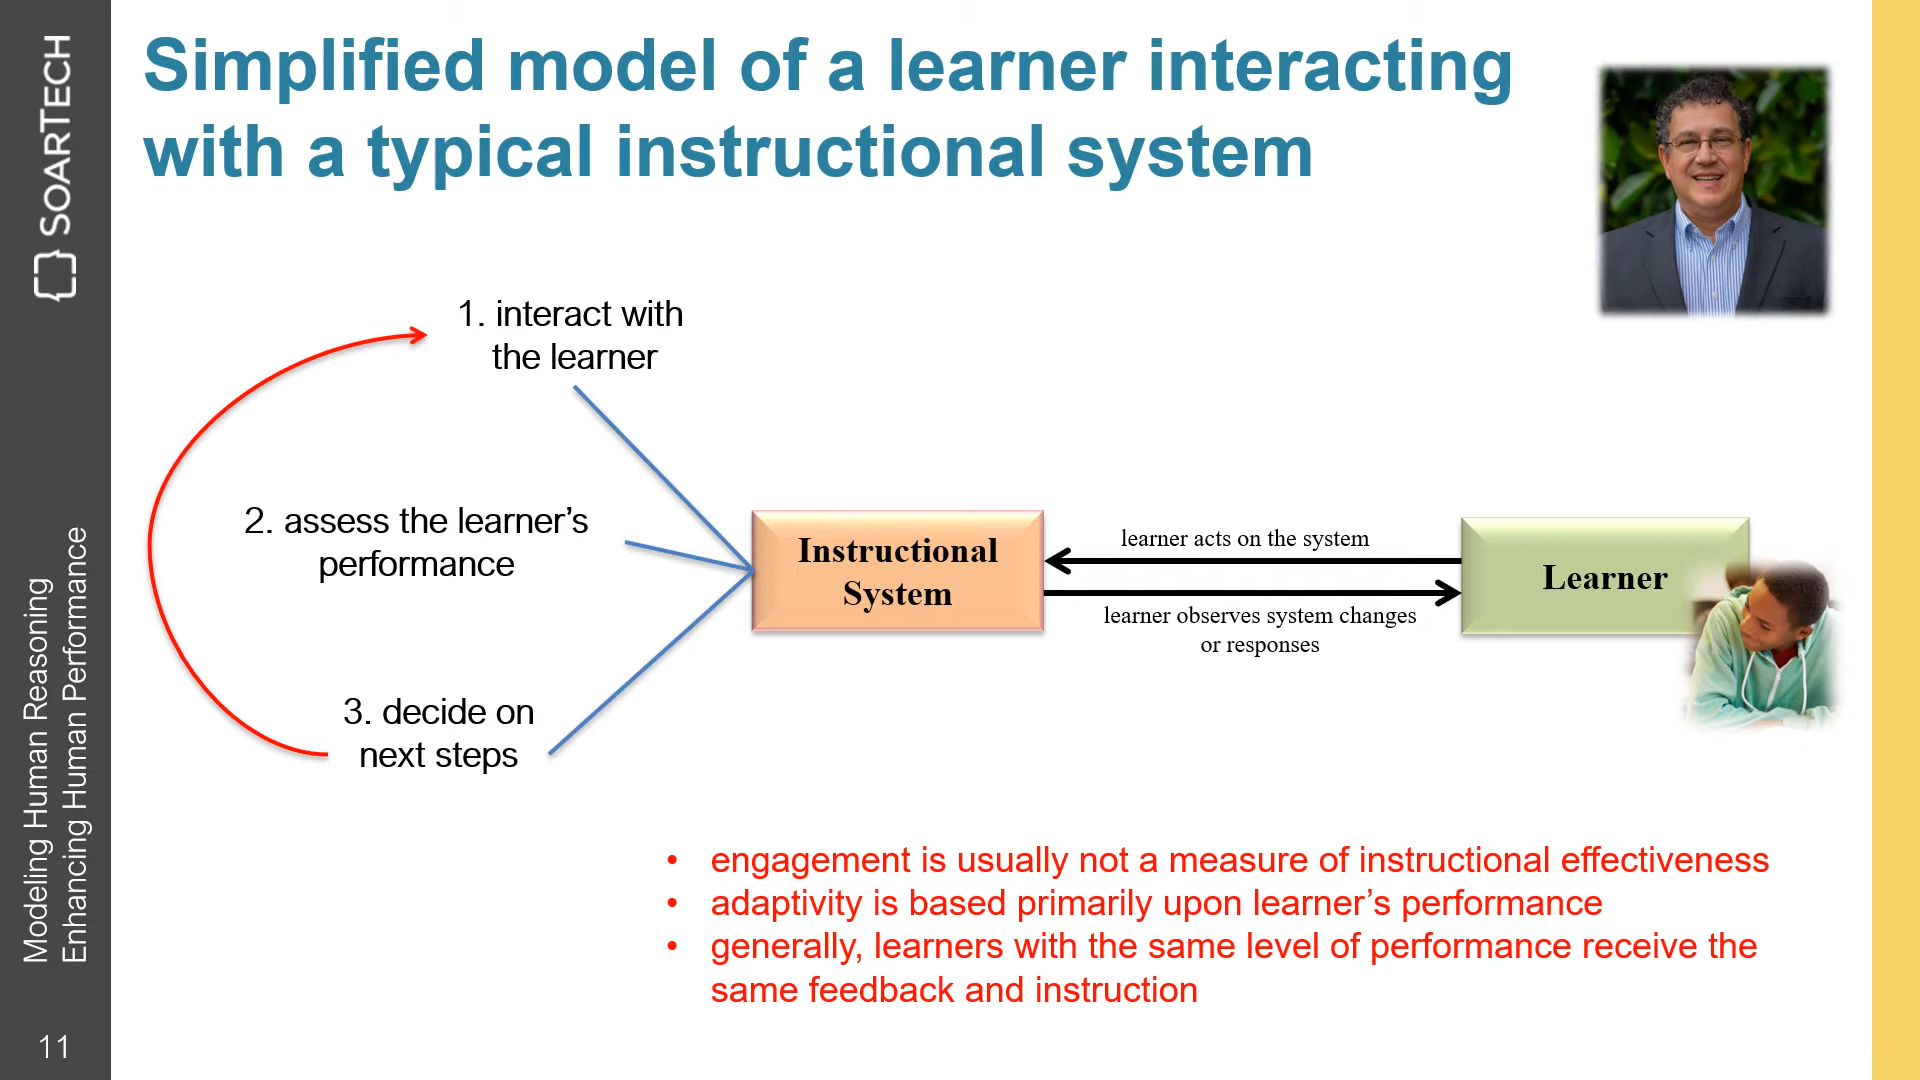 Simplified model of a learner interacting
with a typical instructional system
SOARTECH
Modeling Human Reasoning
Enhancing Human Performance
11
1. interact with
the learner
2. assess the learner’s
performance
3. decide on
next steps
Instructional
System
learner acts on the system
learner observes system changes
or responses
Learner
• engagement is usually not a measure of instructional effectiveness
• adaptivity is based primarily upon learner’s performance
• generally, learners with the same level of performance receive the
same feedback and instruction